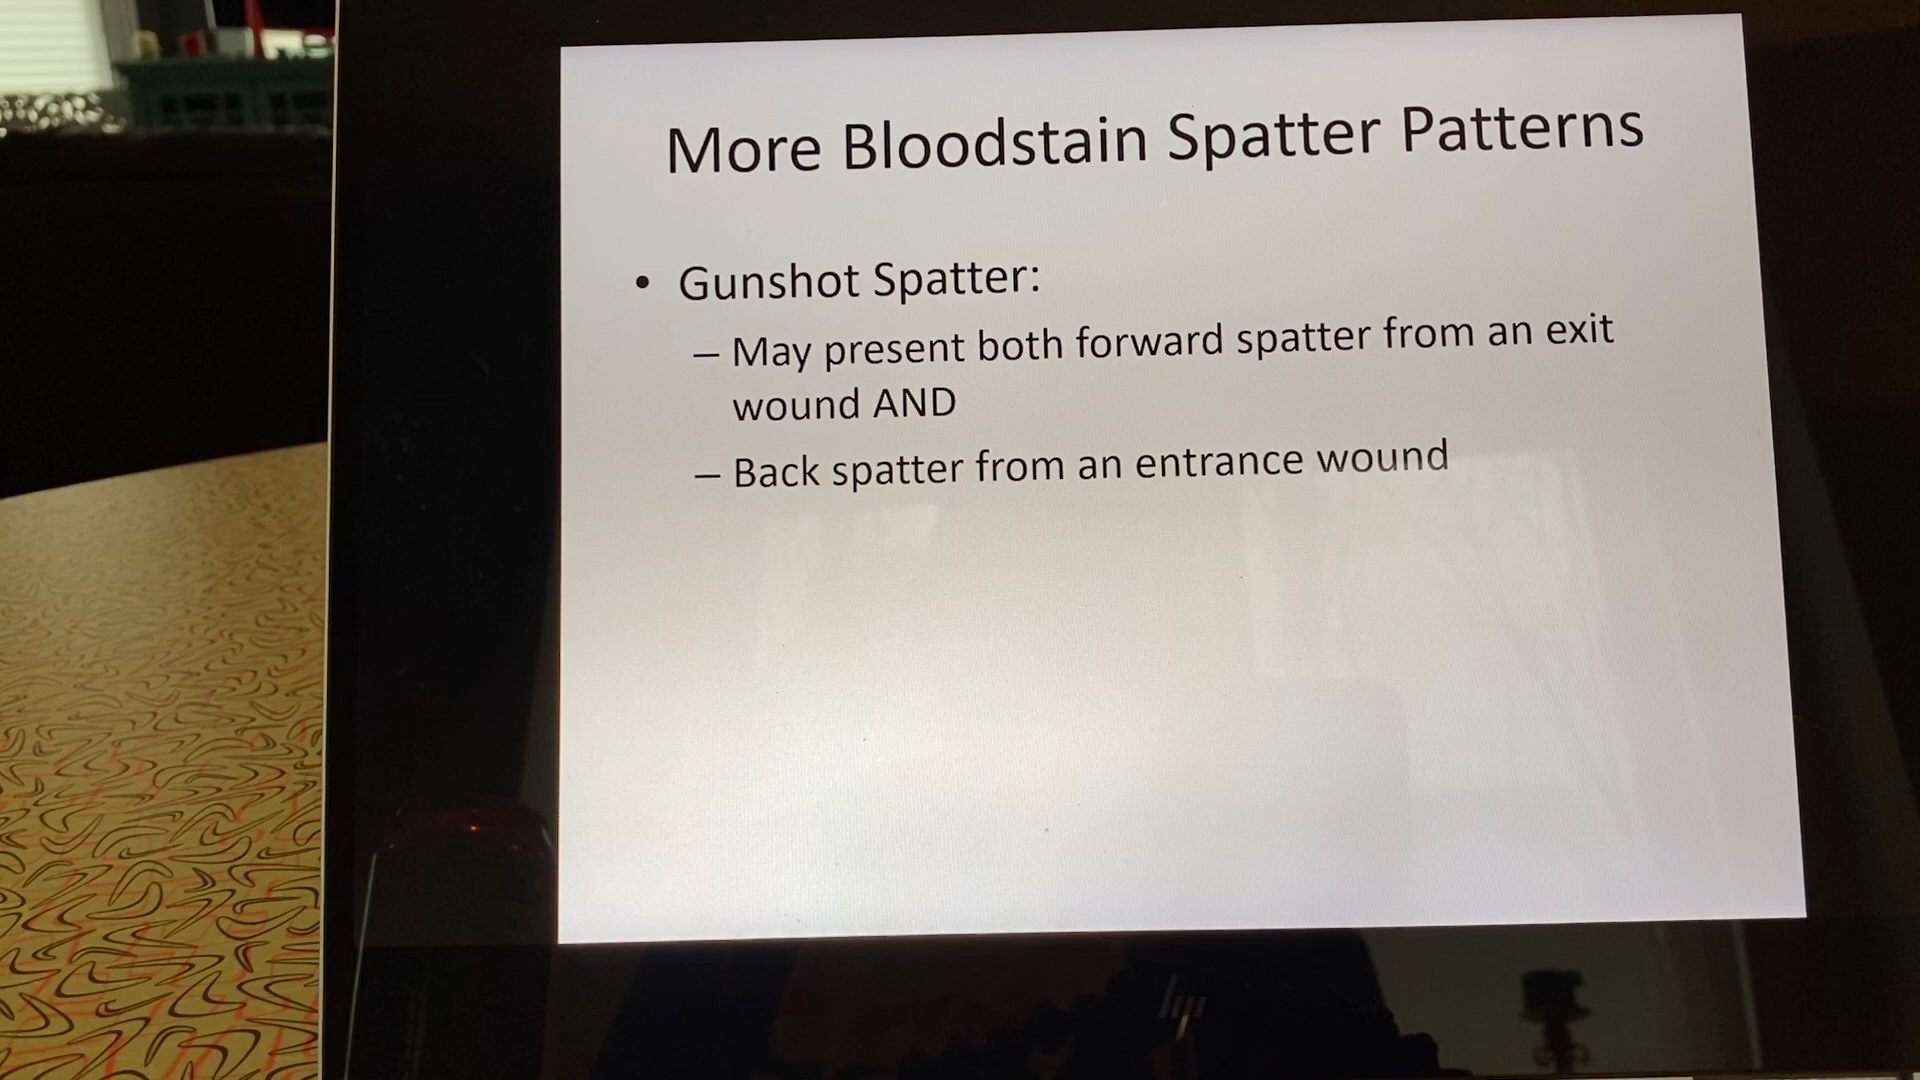 More Bloodstain Spatter Patterns
• Gunshot Spatter:
– May present both forward spatter from an exit
wound AND
– Back spatter from an entrance wound
hp